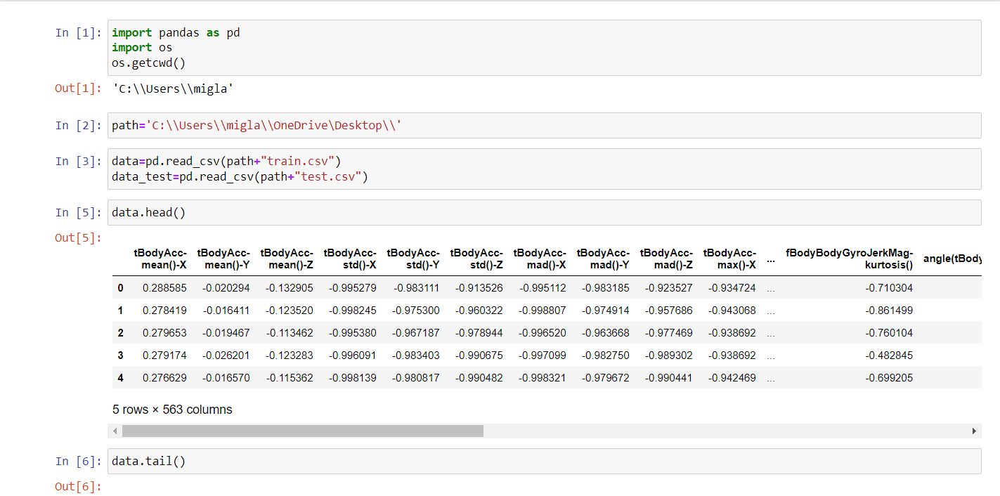 In [1]: import pandas as pd
import os
os.getcwd()
Out[1]: 'C:\\Users\\migla'
In [2]: path='C:\\Users\\migla\\OneDrive\Desktop\\'
In [3]: data=pd.read_csv(path+"train.csv")
data_test=pd.read_csv(path+"test.csv")
In [5]: data.head()
Out[5]:
tBodyAcc- tBodyAcc- tBodyAcc- tBodyAcc- tBodyAcc- tBodyAcc- tBodyAcc- tBodyAcc- tBodyAcc- tBodyAcc- ... fBodyBodyGyroJerkMag- angle(tBody
mean()-X mean()-Y mean()-Z std()-X std()-Y std()-Z mad()-X mad()-Y mad()-Z max()-X kurtosis()
0 0.288585 -0.020294 -0.132905 -0.995279 -0.983111 -0.913526 -0.995112 -0.983185 -0.923527 -0.934724 ... -0.710304
1 0.278419 -0.016411 -0.123520 -0.998245 -0.975300 -0.960322 -0.998807 -0.974914 -0.957686 -0.943068 ... -0.861499
2 0.279653 -0.019467 -0.113462 -0.995380 -0.967187 -0.978944 -0.996520 -0.963668 -0.977469 -0.938692 ... -0.760104
3 0.279174 -0.026201 -0.123283 -0.996091 -0.983403 -0.990675 -0.997099 -0.982750 -0.989302 -0.938692 ... -0.482845
4 0.276629 -0.016570 -0.115362 -0.998139 -0.980817 -0.990482 -0.998321 -0.979672 -0.990441 -0.942469 ... -0.699205
5 rows × 563 columns
In [6]: data.tail()
Out[6]: